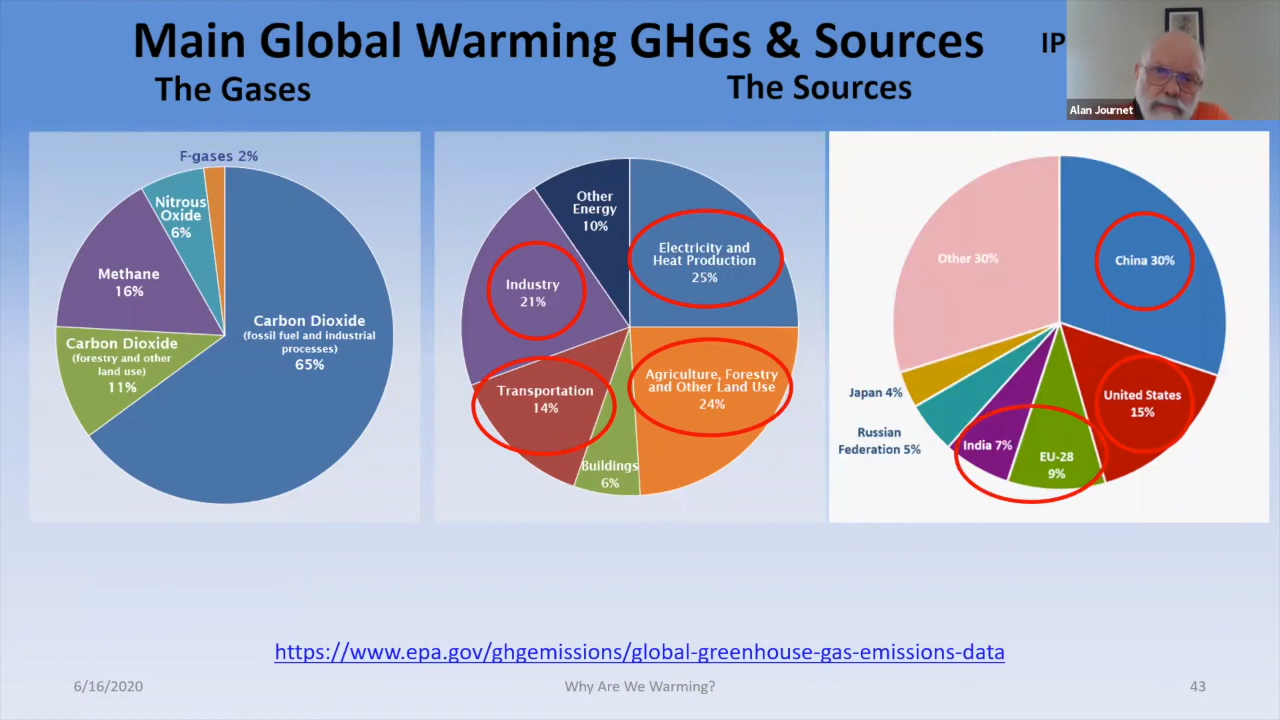 Main Global Warming GHGs & Sources
IP
Alan Journet
The Gases
The Sources
F-gases 2%
Nitrous
Oxide
6%
Methane
16%
Carbon Dioxide
(forestry and other
land use)
11%
Carbon Dioxide
(fossil fuel and industrial
processes)
65%
Other
Energy
10%
Electricity and
Heat Production
25%
Industry
21%
Transportation
14%
Agriculture, Forestry
and Other Land Use
24%
Buildings
6%
Other 30%
China 30%
Japan 4%
United States
15%
Russian
Federation 5%
India 7%
EU-28
9%
https://www.epa.gov/ghgemissions/global-greenhouse-gas-emissions-data
6/16/2020
Why Are We Warming?
43